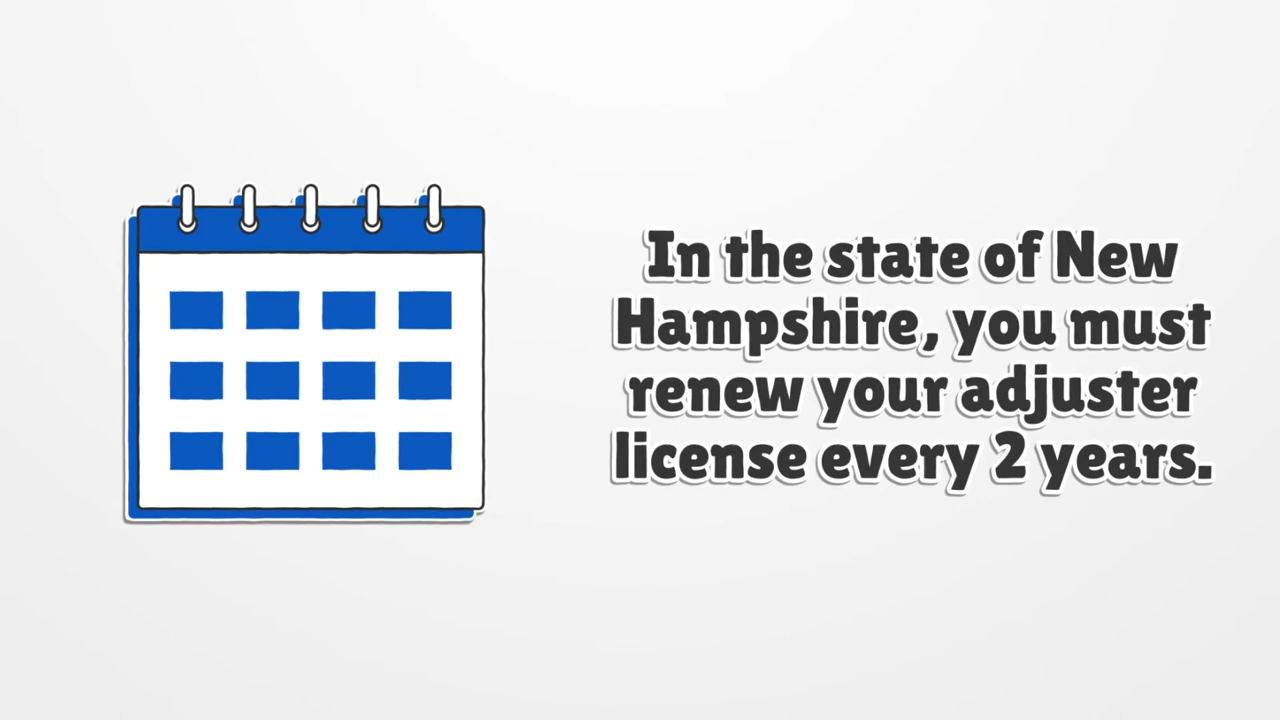 In the state of New
Hampshire, you must
renew your adjuster
license every 2 years.